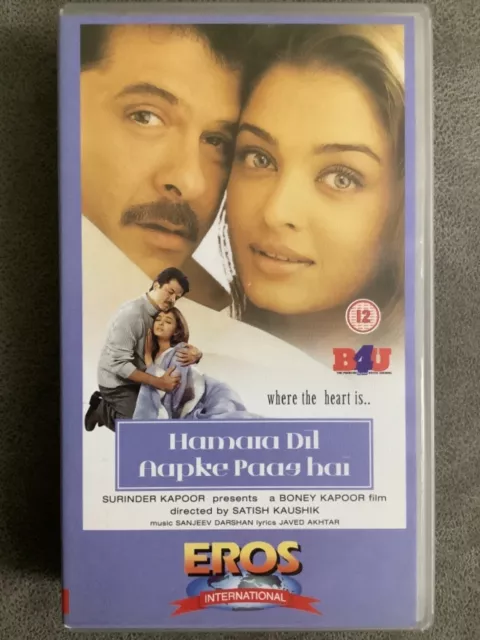 12
B4U
where the heart is..
Hamara Dil
Aapke Paas hai
SURINDER KAPOOR presents a BONEY KAPOOR film
directed by SATISH KAUSHIK
music SANJEEV DARSHAN lyrics JAVED AKHTAR
EROS
INTERNATIONAL